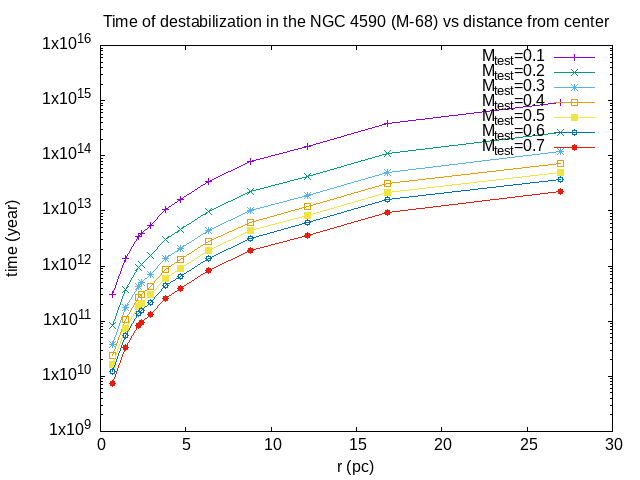 Time of destabilization in the NGC 4590 (M-68) vs distance from center
1x10^16
1x10^15
1x10^14
1x10^13
1x10^12
1x10^11
1x10^10
1x10^9
time (year)
M_test=0.1
M_test=0.2
M_test=0.3
M_test=0.4
M_test=0.5
M_test=0.6
M_test=0.7
0 5 10 15 20 25 30
r (pc)